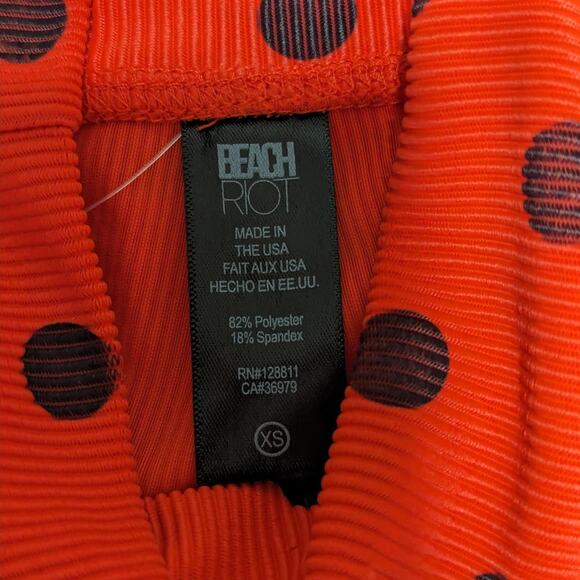 BEACH
RIOT
MADE IN
THE USA
FAIT AUX USA
HECHO EN EE.UU.
82% Polyester
18% Spandex
RN#128811
CA#36979
XS